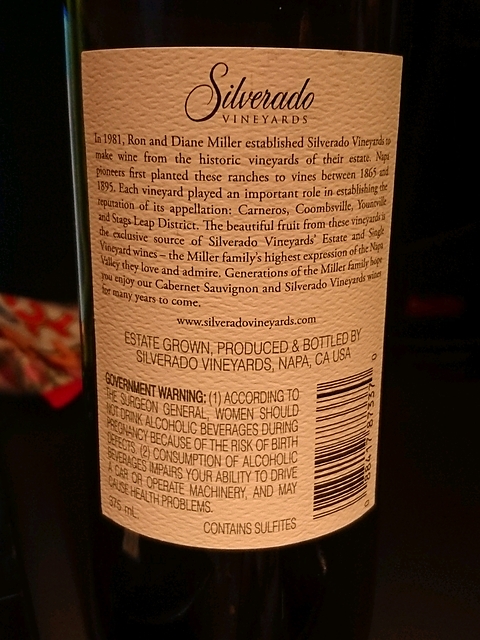 Silverado
VINEYARDS
In 1981, Ron and Diane Miller established Silverado Vineyards to
make wine from the historic vineyards of their estate. Napa
pioneers first planted these ranches to vines between 1865 and
1895. Each vineyard played an important role in establishing the
reputation of its appellation: Carneros, Coombsville, Yountville
and Stags Leap District. The beautiful fruit from these vineyards is
the exclusive source of Silverado Vineyards' Estate and Single
Vineyard wines – the Miller family's highest expression of the Napa
Valley they love and admire. Generations of the Miller family hope
you enjoy our Cabernet Sauvignon and Silverado Vineyards wines
for many years to come.
www.silveradovineyards.com
ESTATE GROWN, PRODUCED & BOTTLED BY
SILVERADO VINEYARDS, NAPA, CA USA
GOVERNMENT WARNING: (1) ACCORDING TO
THE SURGEON GENERAL, WOMEN SHOULD
NOT DRINK ALCOHOLIC BEVERAGES DURING
PREGNANCY BECAUSE OF THE RISK OF BIRTH
DEFECTS. (2) CONSUMPTION OF ALCOHOLIC
BEVERAGES IMPAIRS YOUR ABILITY TO DRIVE
A CAR OR OPERATE MACHINERY, AND MAY
CAUSE HEALTH PROBLEMS.
375 mL
CONTAINS SULFITES